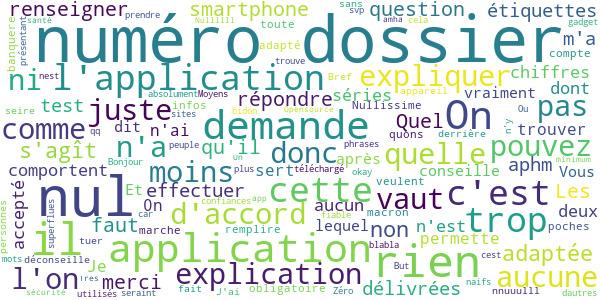 renseigner smartphone question étiquettes
sans svp prendre santé Nullllll toute adapté cela amha gadget
banquere présentant trouve compte
numéro dossier m'a
ni l'application expliquer chiffres
Bref appareil dont
test juste absolument Moyens répondre séries vraiment
seire infos sites bidon Opensource Nullissime Ou n'y
comme qq dit n'ai demande Quel On pas trouver derrière
s'agît n'a peuple qu'il donc quelle quons pouvez
Bonjour un phrases après aphm
comportent moins sert conseille Vous
accepté Et effectuer plus téléchargé okay veulent
nul On cette vaut c'est Les
personnes superflues faut car d'accord aucun lequel macron n'est trop deux
il marche confiances app fiable non permette poches
mots déconseille tuer application remplire blabla rien adaptée minimum
l'on Je explication But cest aucune
ires merci fait J'ai obligatoire délivrées naifs
sécurité utilisés seraint Zéro nest nnuuulll dautres